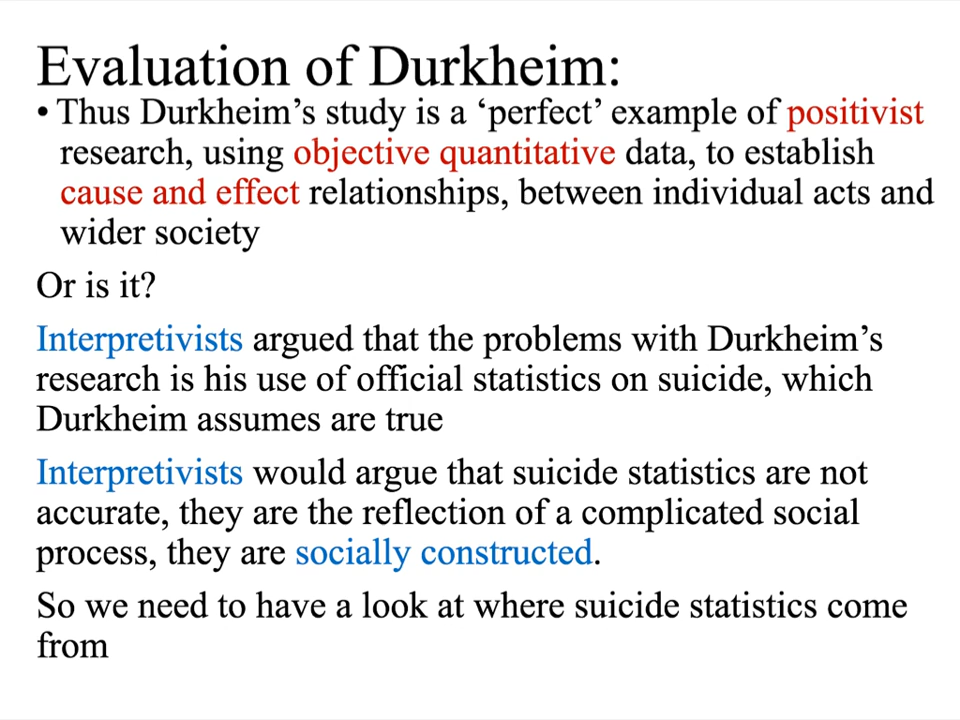 Evaluation of Durkheim:
• Thus Durkheim’s study is a ‘perfect’ example of positivist
research, using objective quantitative data, to establish
cause and effect relationships, between individual acts and
wider society
Or is it?
Interpretivists argued that the problems with Durkheim’s
research is his use of official statistics on suicide, which
Durkheim assumes are true
Interpretivists would argue that suicide statistics are not
accurate, they are the reflection of a complicated social
process, they are socially constructed.
So we need to have a look at where suicide statistics come
from